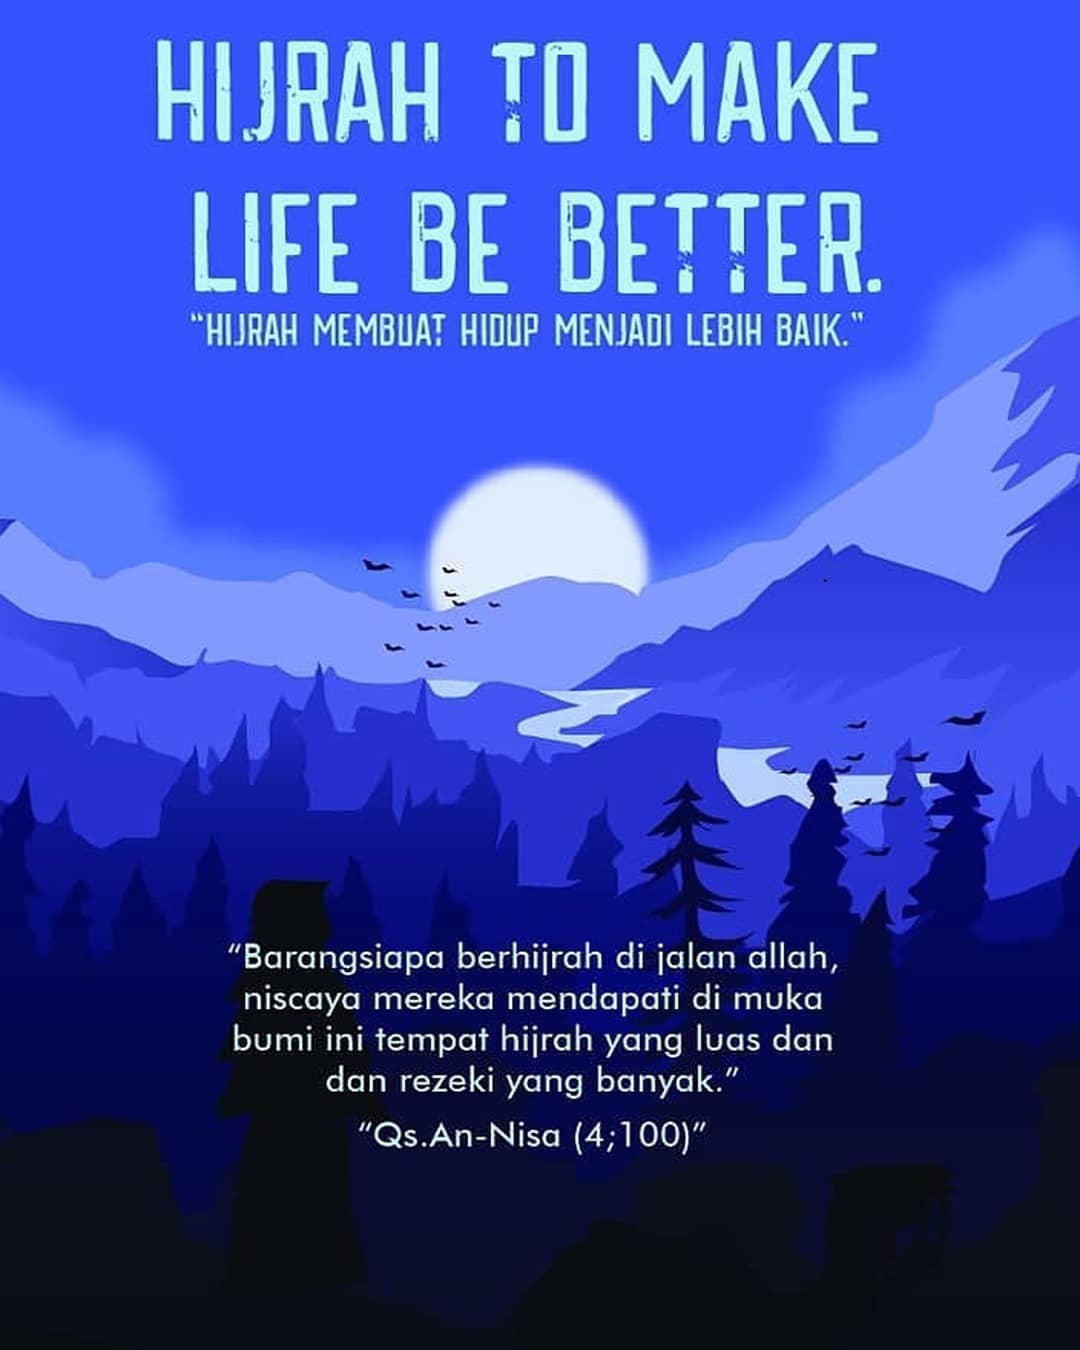 HIJRAH TO MAKE
LIFE BE BETTER.
“HIJRAH MEMBUAT HIDUP MENJADI LEBIH BAIK.”
“Barangsiapa berhijrah di jalan allah,
niscaya mereka mendapati di muka
bumi ini tempat hijrah yang luas dan
dan rezeki yang banyak.”
“Qs.An-Nisa (4;100)”